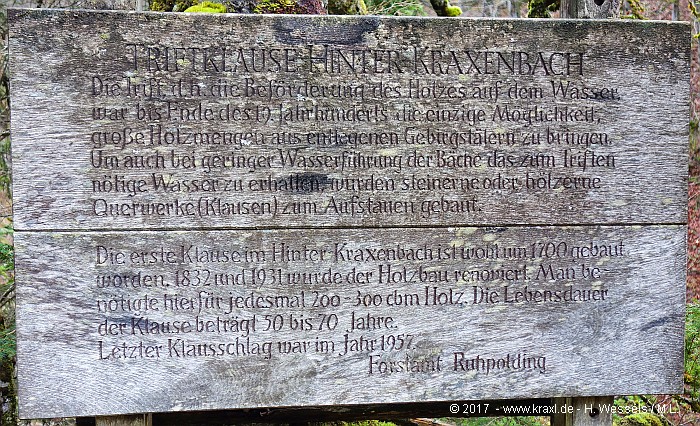 TRIFTKLAUSE HINTER KRAXENBACH
Die Trift, d.h. die Beförderung des Holzes auf dem Wasser,
war bis Ende des 19. Jahrhunderts die einzige Möglichkeit,
große Holzmengen aus entlegenen Gebirgstälern zu bringen.
Um auch bei geringer Wasserführung der Bäche das zum Triften
nötige Wasser zu erhalten, wurden steinerne oder hölzerne
Querwerke (Klausen) zum Aufstauen gebaut.
Die erste Klause im Hinter Kraxenbach ist wohl um 1700 gebaut
worden. 1832 und 1931 wurde der Holzbau renoviert. Man be-
nötigte hierfür jedesmal 200-300 cbm Holz. Die Lebensdauer
der Klause beträgt 50 bis 70 Jahre.
Letzter Klausschlag war im Jahr 1957.
Forstamt Ruhpolding
© 2017 - www.kraxl.de - H. Wessels (M.L.)